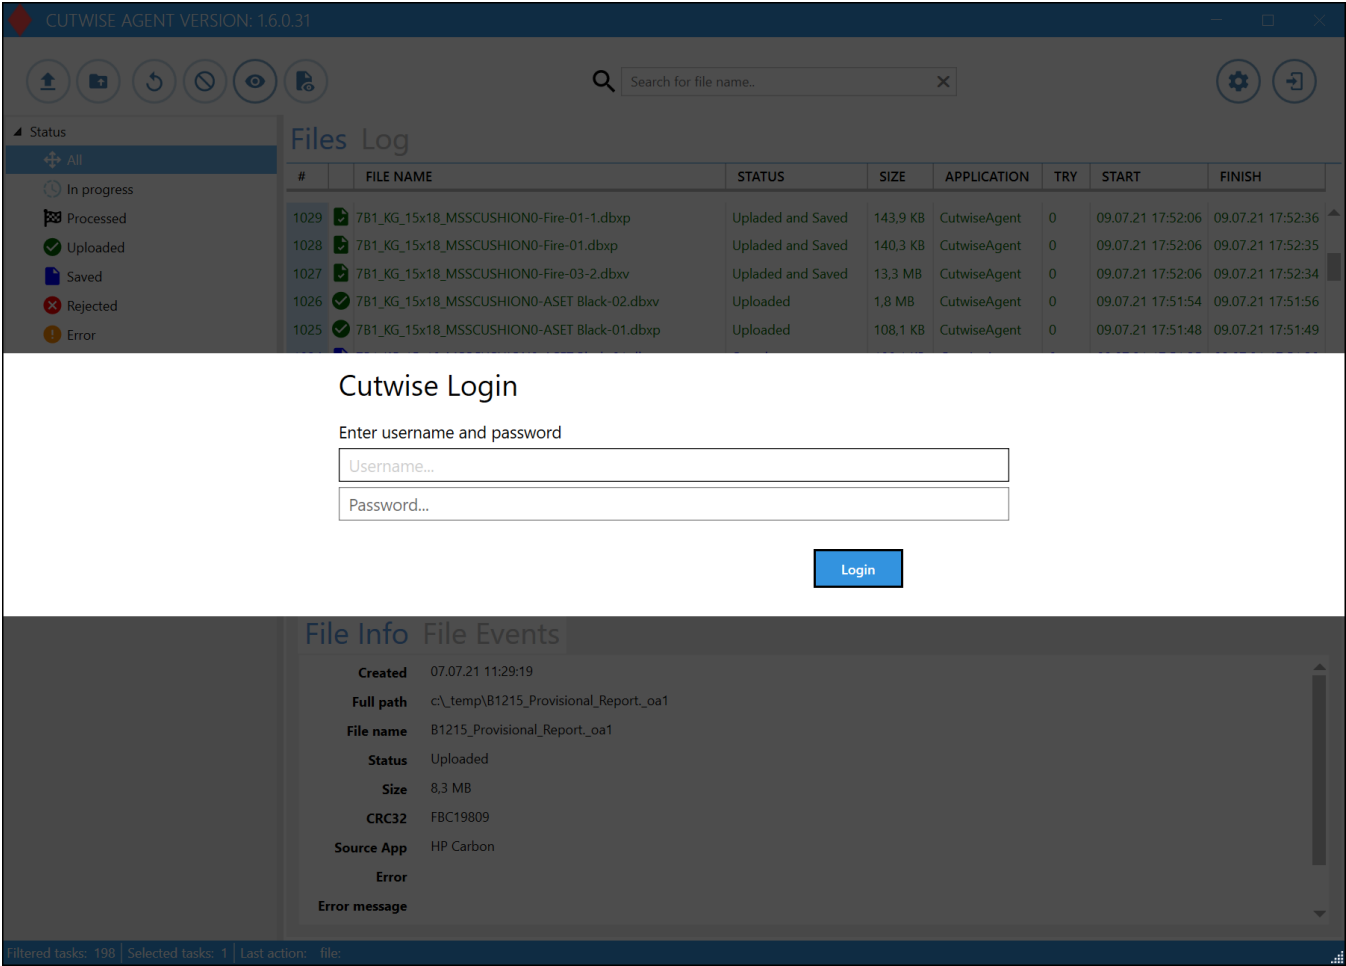 CUTWISE AGENT VERSION: 1.6.0.31
Search for file name..
Status
All
In progress
Processed
Uploaded
Saved
Rejected
Error
Files Log
# FILE NAME STATUS SIZE APPLICATION TRY START FINISH
1029 7B1_KG_15x18_MSSCUSHION0-Fire-01-1.dbxp Upladed and Saved 143,9 KB CutwiseAgent 0 09.07.21 17:52:06 09.07.21 17:52:36
1028 7B1_KG_15x18_MSSCUSHION0-Fire-01.dbxp Upladed and Saved 140,3 KB CutwiseAgent 0 09.07.21 17:52:06 09.07.21 17:52:35
1027 7B1_KG_15x18_MSSCUSHION0-Fire-03-2.dbxv Upladed and Saved 13,3 MB CutwiseAgent 0 09.07.21 17:52:06 09.07.21 17:52:34
1026 7B1_KG_15x18_MSSCUSHION0-ASET Black-02.dbxv Uploaded 1,8 MB CutwiseAgent 0 09.07.21 17:51:54 09.07.21 17:51:56
1025 7B1_KG_15x18_MSSCUSHION0-ASET Black-01.dbxp Uploaded 108,1 KB CutwiseAgent 0 09.07.21 17:51:48 09.07.21 17:51:49
Cutwise Login
Enter username and password
Username...
Password...
Login
File Info File Events
Created 07.07.21 11:29:19
Full path c:\_temp\B1215_Provisional_Report._oa1
File name B1215_Provisional_Report._oa1
Status Uploaded
Size 8,3 MB
CRC32 FBC19809
Source App HP Carbon
Error
Error message
Filtered tasks: 198 Selected tasks: 1 Last action: file: